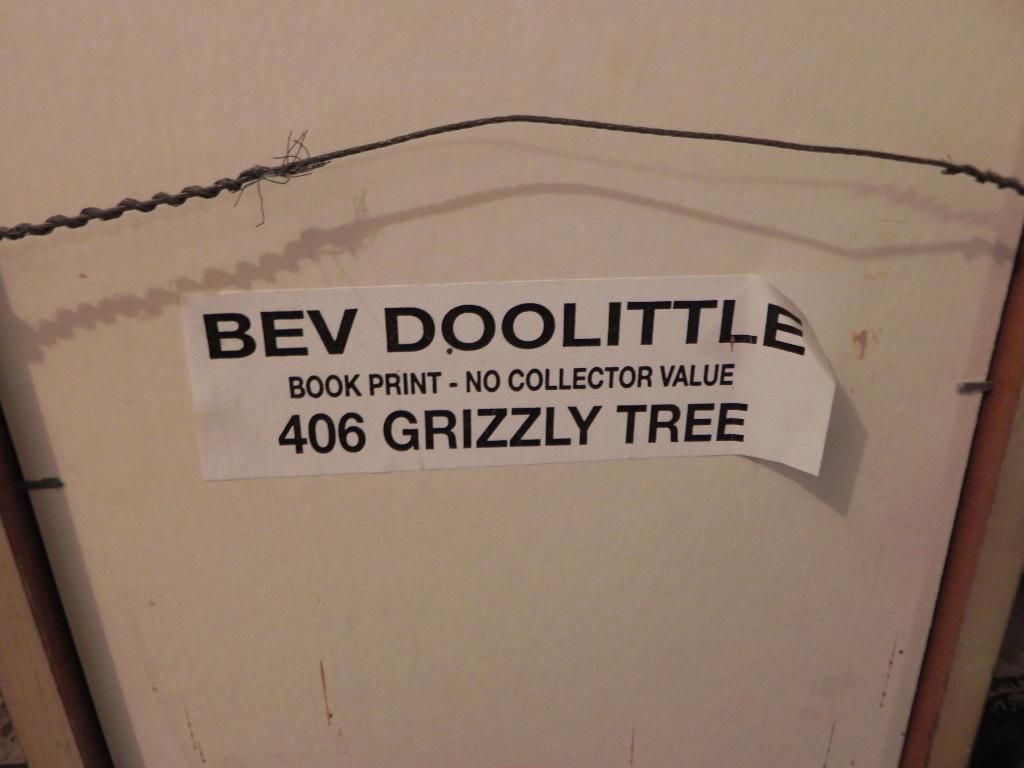 BEV DOOLITTLE
BOOK PRINT - NO COLLECTOR VALUE
406 GRIZZLY TREE